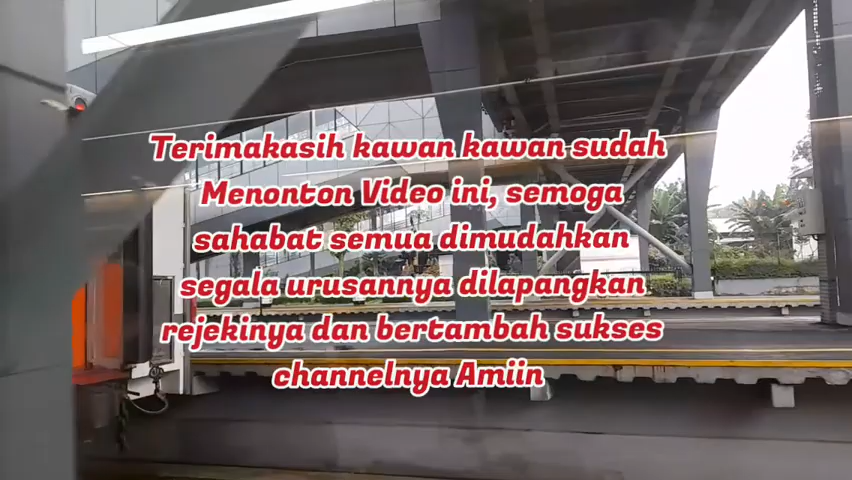 Terimakasih kawan kawan sudah
Menonton Video ini, semoga
sahabat semua dimudahkan
segala urusannya dilapangkan
rejekinya dan bertambah sukses
channelnya Amiin